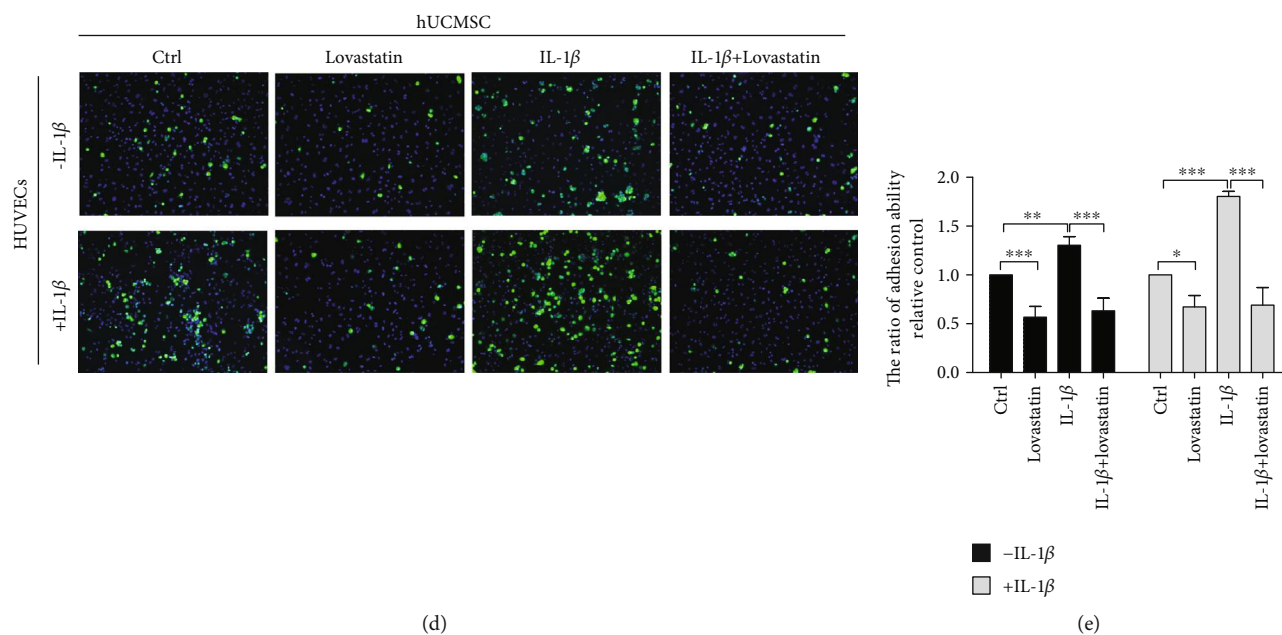 hUCMSC
Ctrl
Lovastatin
IL-1β
IL-1β+Lovastatin
HUVECs
-IL-1β
+IL-1β
(d)
The ratio of adhesion ability
relative control
2.0
1.5
1.0
0.5
0.0
***
**
***
*
***
***
Ctrl
Lovastatin
IL-1β
IL-1β+lovastatin
Ctrl
Lovastatin
IL-1β
IL-1β+lovastatin
−IL-1β
+IL-1β
(e)